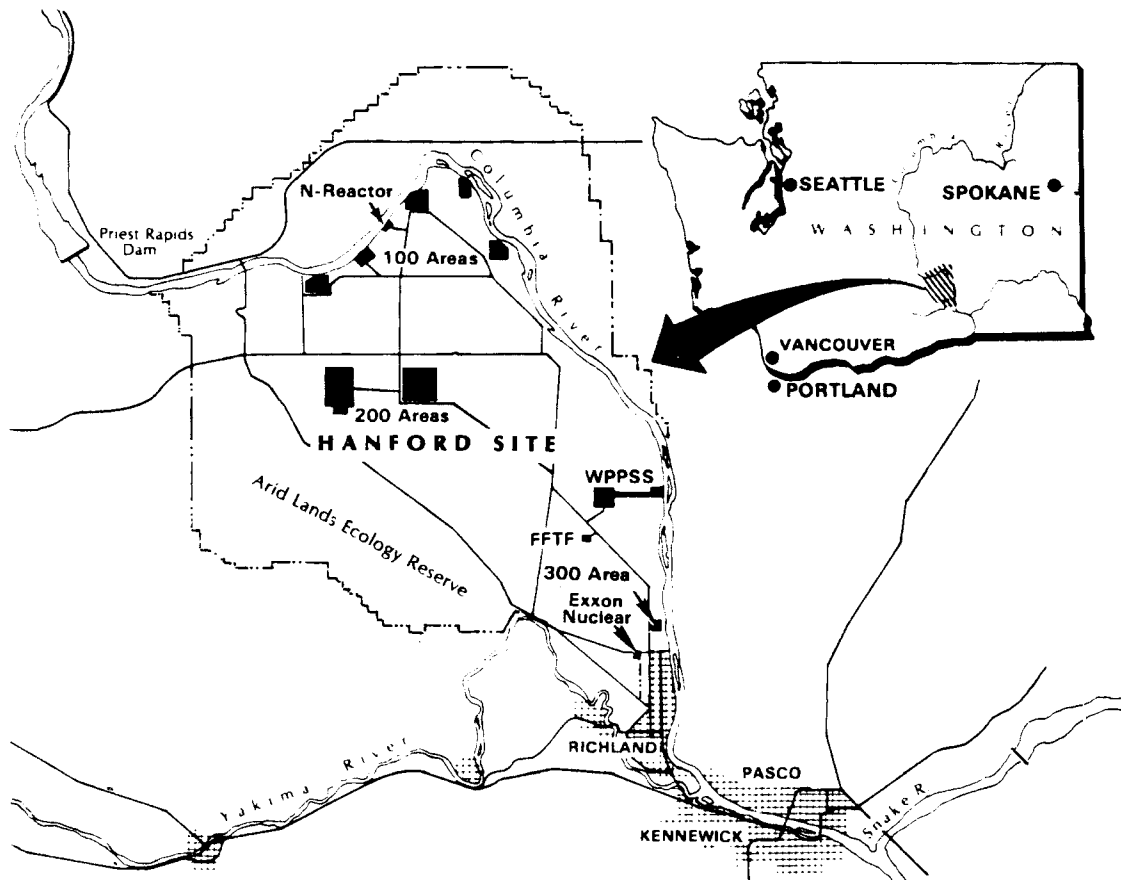 N-Reactor
Columbia River
Priest Rapids
Dam
100 Areas
200 Areas
HANFORD SITE
Arid Lands Ecology Reserve
WPPSS
FFTF
300 Area
Exxon
Nuclear
RICHLAND
PASCO
KENNEWICK
Yakima River
Snake R.
SEATTLE
SPOKANE
WASHINGTON
VANCOUVER
PORTLAND